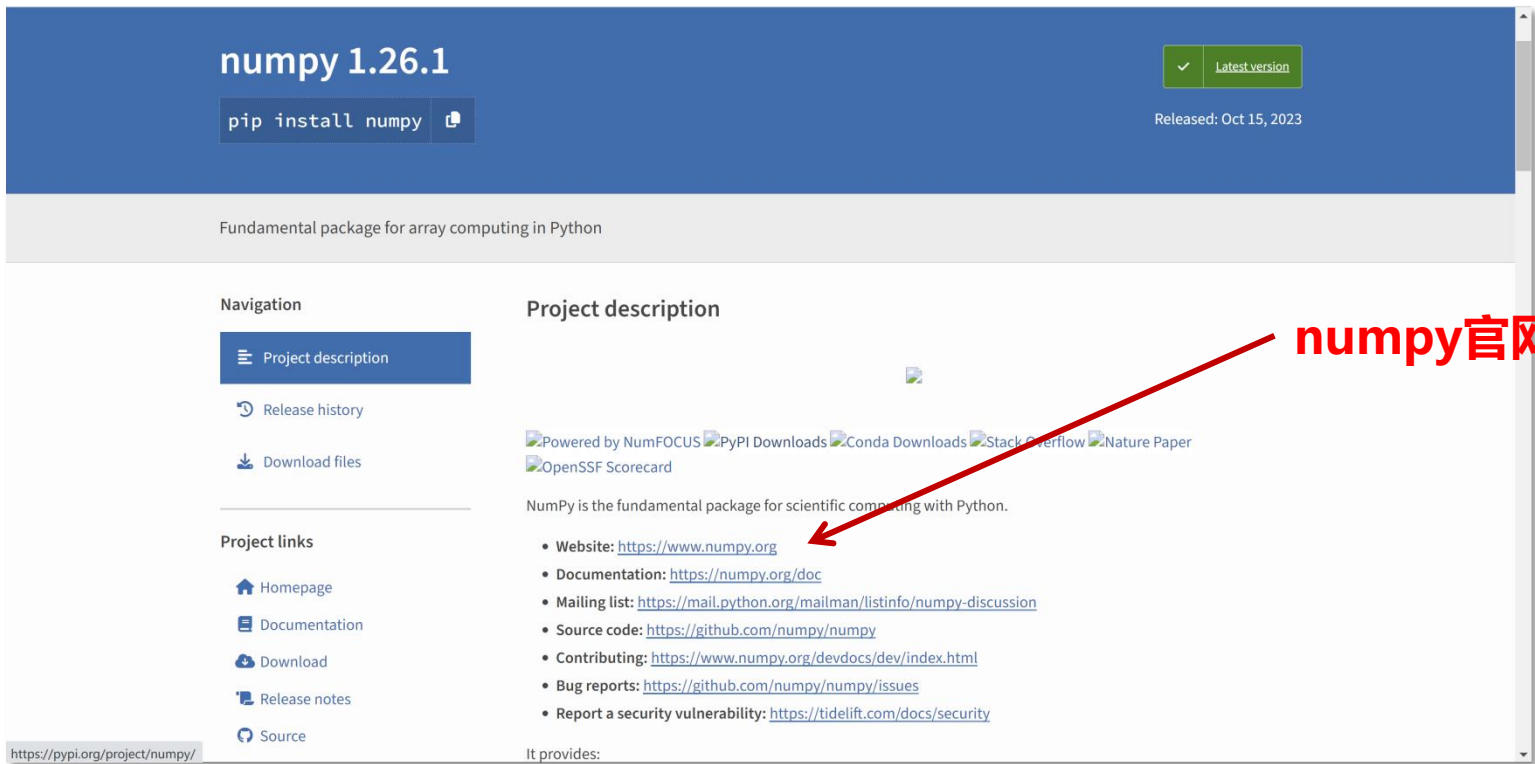 numpy 1.26.1
Latest version
pip install numpy
Released: Oct 15, 2023
Fundamental package for array computing in Python
Navigation
Project description
Release history
Download files
Project links
Homepage
Documentation
Download
Release notes
Source
Project description
numpy官网
Powered by NumFOCUS PyPI Downloads Conda Downloads Stack Overflow Nature Paper
OpenSSF Scorecard
NumPy is the fundamental package for scientific computing with Python.
• Website: https://www.numpy.org
• Documentation: https://numpy.org/doc
• Mailing list: https://mail.python.org/mailman/listinfo/numpy-discussion
• Source code: https://github.com/numpy/numpy
• Contributing: https://www.numpy.org/devdocs/dev/index.html
• Bug reports: https://github.com/numpy/numpy/issues
• Report a security vulnerability: https://tidelift.com/docs/security
It provides:
https://pypi.org/project/numpy/